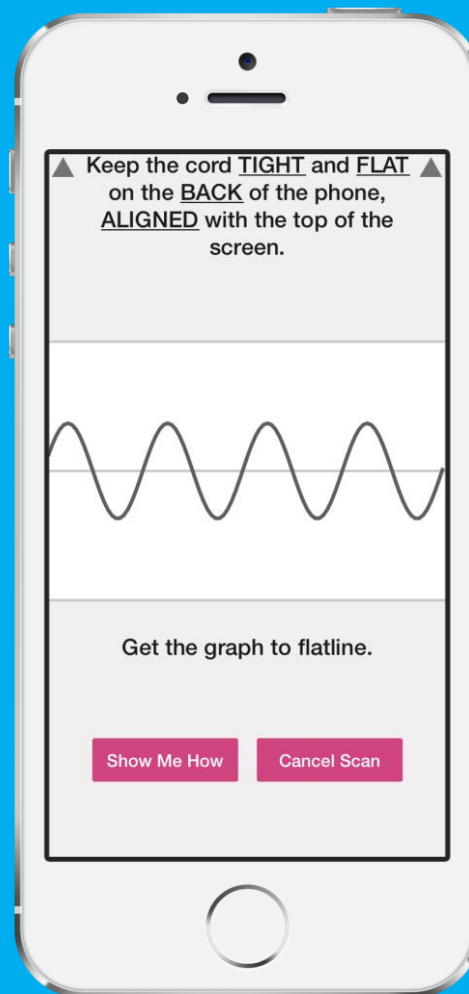 Keep the cord TIGHT and FLAT
on the BACK of the phone,
ALIGNED with the top of the
screen.
Get the graph to flatline.
Show Me How
Cancel Scan